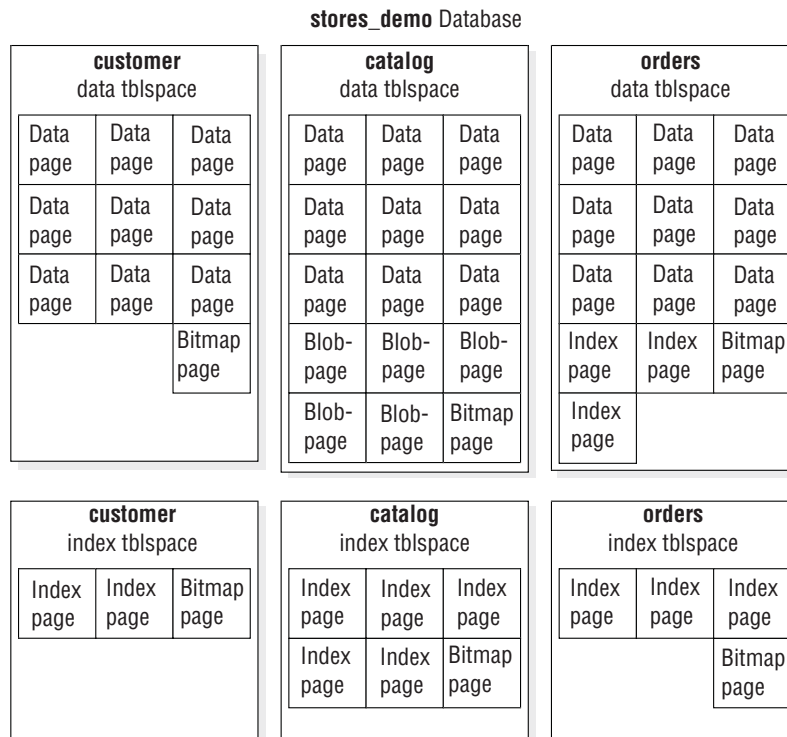 stores_demo Database
customer
data tblspace
Data page Data page Data page
Data page Data page Data page
Data page Data page Data page
Bitmap page
catalog
data tblspace
Data page Data page Data page
Data page Data page Data page
Data page Data page Data page
Blob-page Blob-page Blob-page
Blob-page Blob-page Bitmap page
orders
data tblspace
Data page Data page Data page
Data page Data page Data page
Data page Data page Data page
Index page Index page Bitmap page
Index page
customer
index tblspace
Index page Index page Bitmap page
catalog
index tblspace
Index page Index page Index page
Index page Index page Bitmap page
orders
index tblspace
Index page Index page Index page
Bitmap page